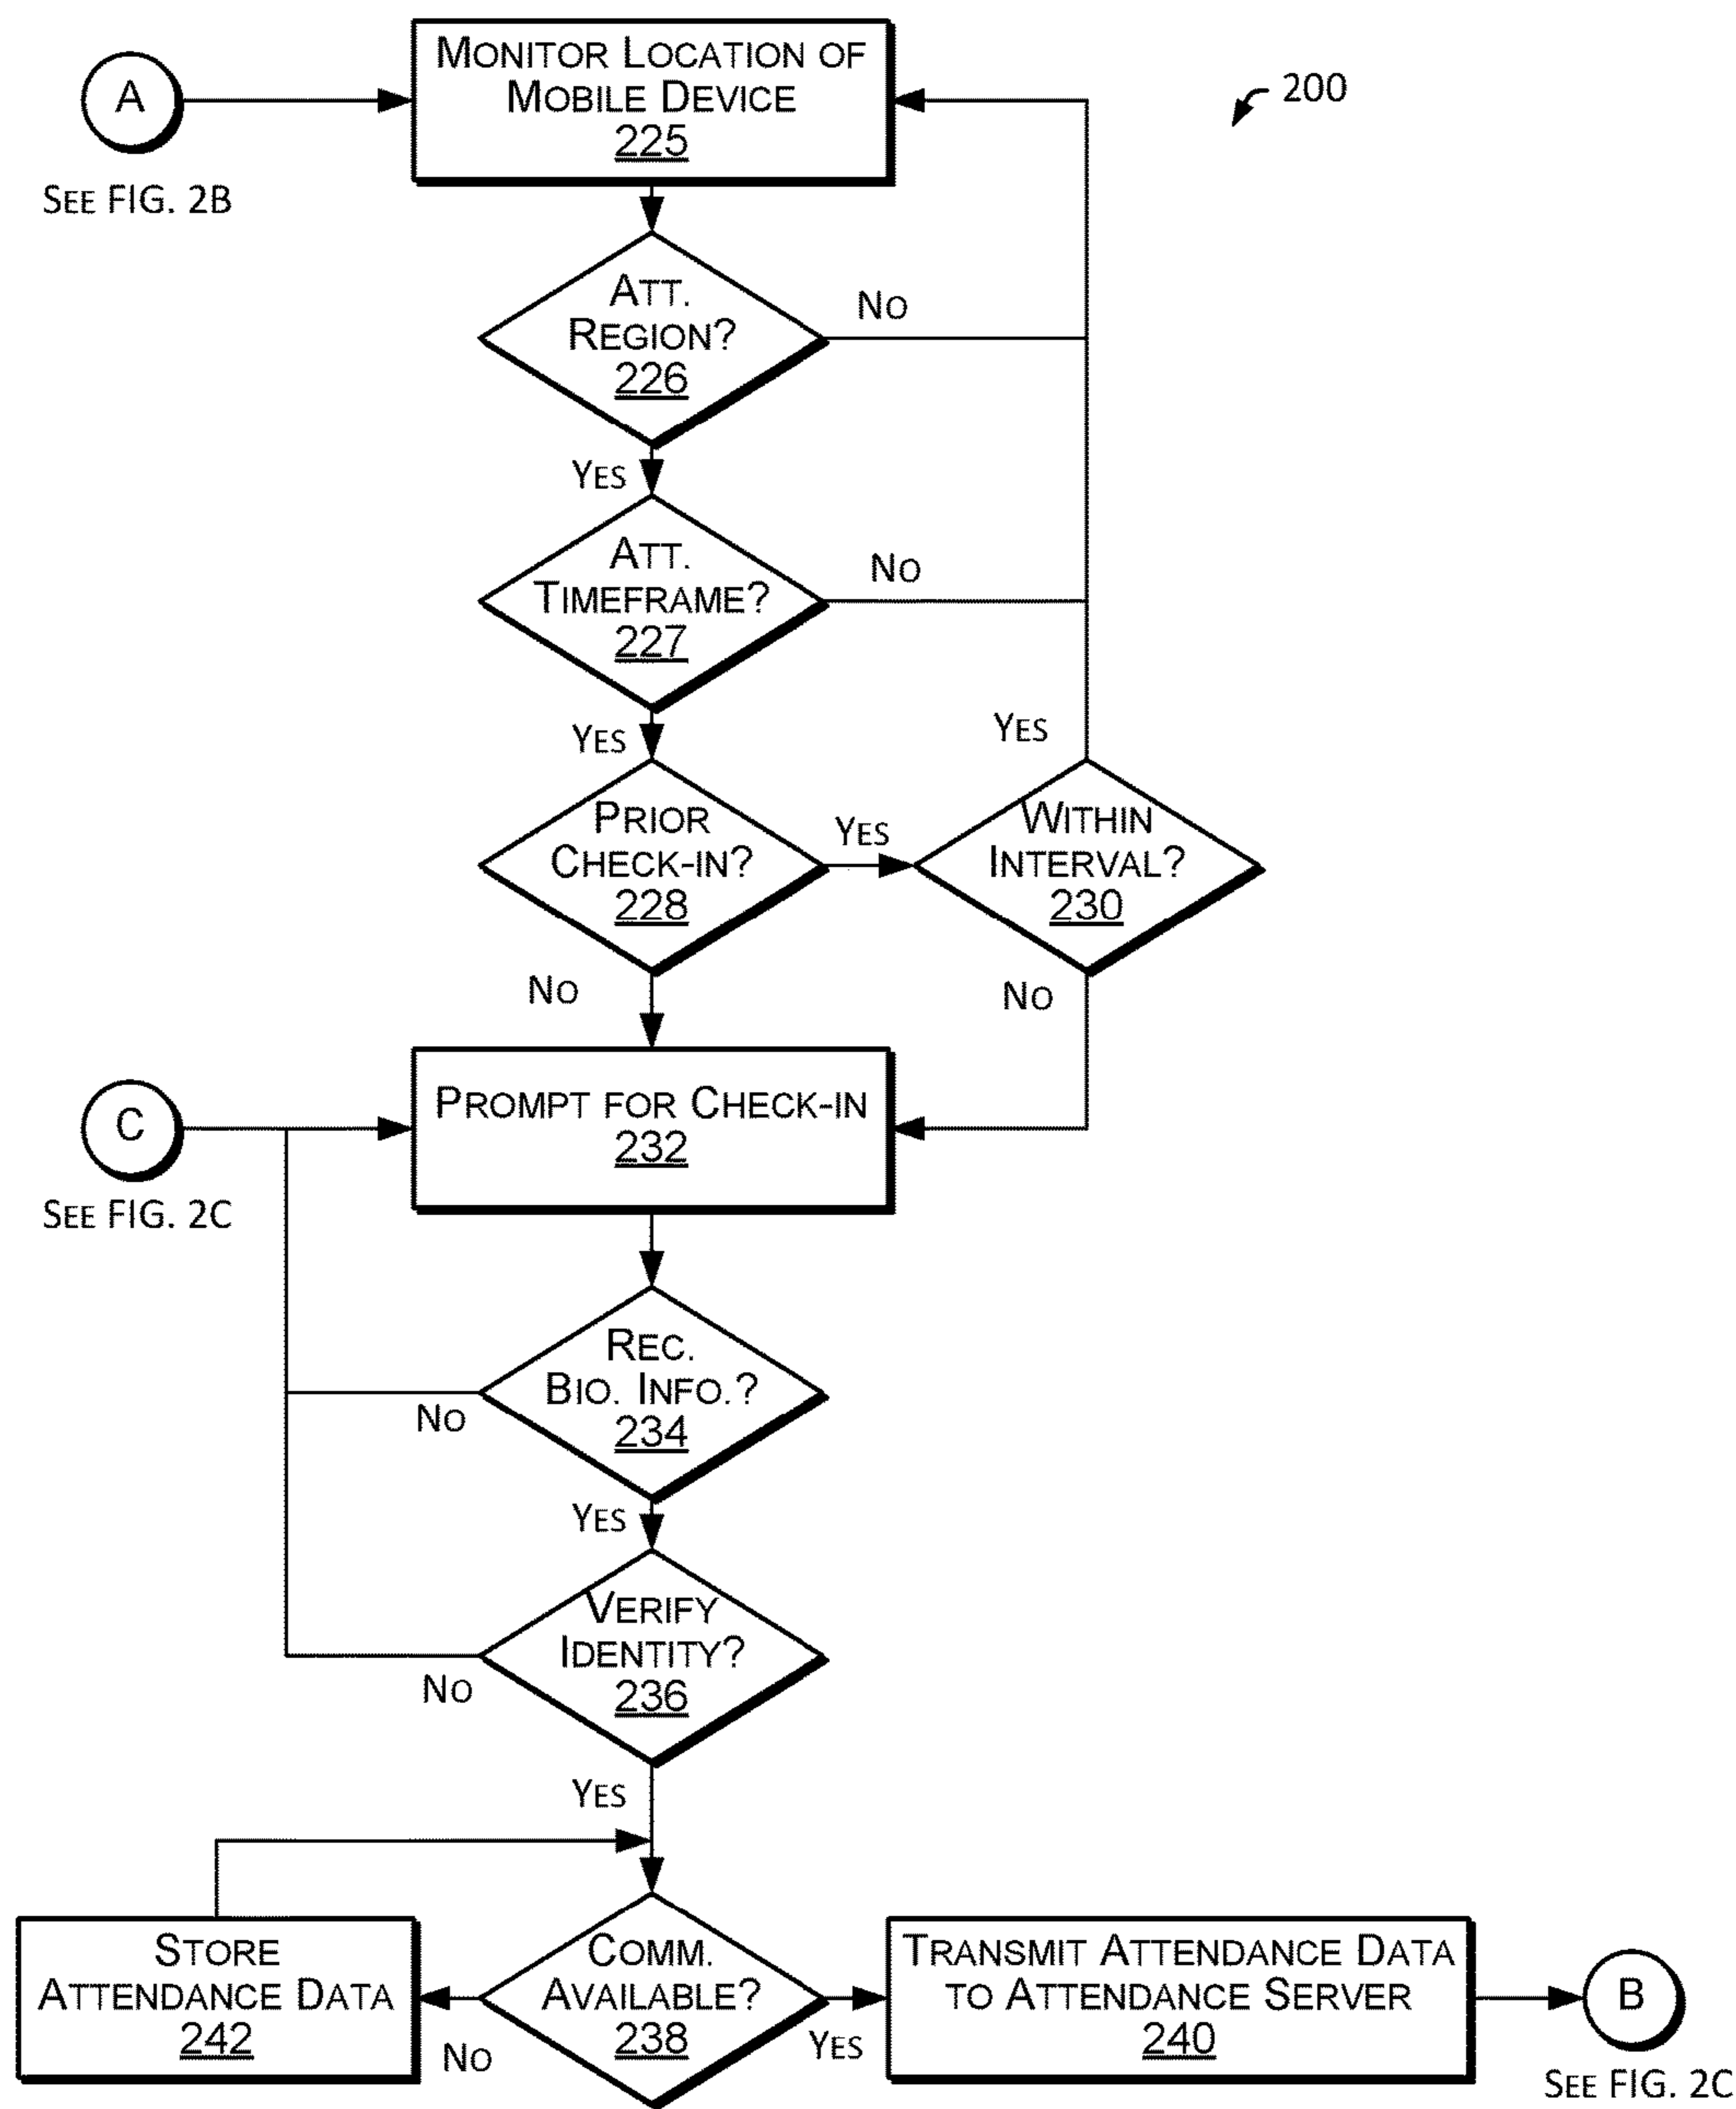 MONITOR LOCATION OF
MOBILE DEVICE
225
A
SEE FIG. 2B
200
ATT.
REGION?
226
NO
YES
ATT.
TIMEFRAME?
227
NO
YES
PRIOR
CHECK-IN?
228
YES
NO
WITHIN
INTERVAL?
230
YES
NO
C
SEE FIG. 2C
PROMPT FOR CHECK-IN
232
REC.
BIO. INFO.?
234
NO
YES
VERIFY
IDENTITY?
236
NO
YES
STORE
ATTENDANCE DATA
242
COMM.
AVAILABLE?
238
NO
YES
TRANSMIT ATTENDANCE DATA
TO ATTENDANCE SERVER
240
B
SEE FIG. 2C